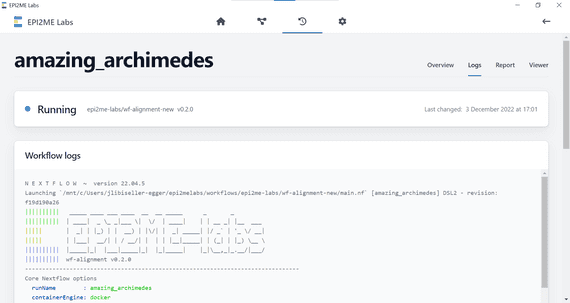 EPI2ME Labs
EPI2ME Labs
amazing_archimedes
Overview
Logs
Report
Viewer
Running
epi2me-labs/wf-alignment-new v0.2.0
Last changed: 3 December 2022 at 17:01
Workflow logs
N E X T F L O W ~ version 22.04.5
Launching `/mnt/c/Users/jlibiseller-egger/epi2melabs/workflows/epi2me-labs/wf-alignment-new/main.nf` [amazing_archimedes] DSL2 - revision:
f19d190a26
EPI2ME-labs
wf-alignment v0.2.0
Core Nextflow options
runName : amazing_archimedes
containerEngine: docker